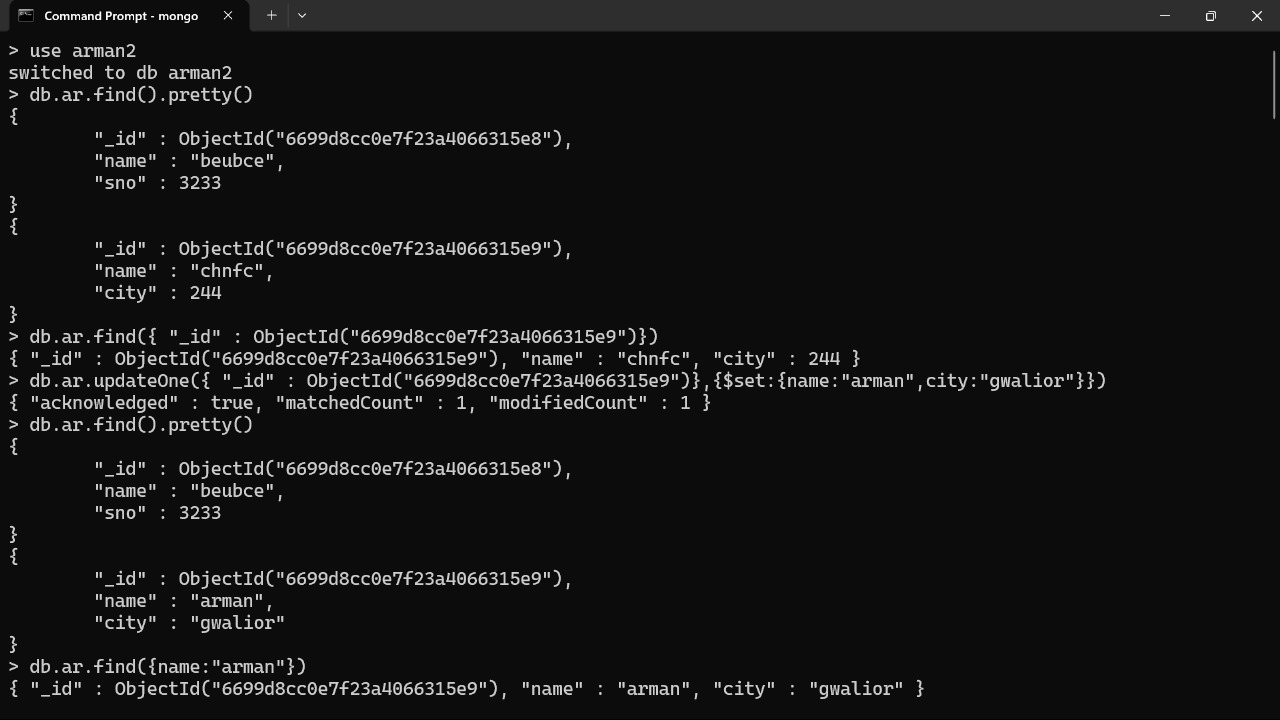 Command Prompt - mongo
> use arman2
switched to db arman2
> db.ar.find().pretty()
{
        "_id" : ObjectId("6699d8cc0e7f23a4066315e8"),
        "name" : "beubce",
        "sno" : 3233
}
{
        "_id" : ObjectId("6699d8cc0e7f23a4066315e9"),
        "name" : "chnfc",
        "city" : 244
}
> db.ar.find({ "_id" : ObjectId("6699d8cc0e7f23a4066315e9")})
{ "_id" : ObjectId("6699d8cc0e7f23a4066315e9"), "name" : "chnfc", "city" : 244 }
> db.ar.updateOne({ "_id" : ObjectId("6699d8cc0e7f23a4066315e9")},{$set:{name:"arman",city:"gwalior"}})
{ "acknowledged" : true, "matchedCount" : 1, "modifiedCount" : 1 }
> db.ar.find().pretty()
{
        "_id" : ObjectId("6699d8cc0e7f23a4066315e8"),
        "name" : "beubce",
        "sno" : 3233
}
{
        "_id" : ObjectId("6699d8cc0e7f23a4066315e9"),
        "name" : "arman",
        "city" : "gwalior"
}
> db.ar.find({name:"arman"})
{ "_id" : ObjectId("6699d8cc0e7f23a4066315e9"), "name" : "arman", "city" : "gwalior" }